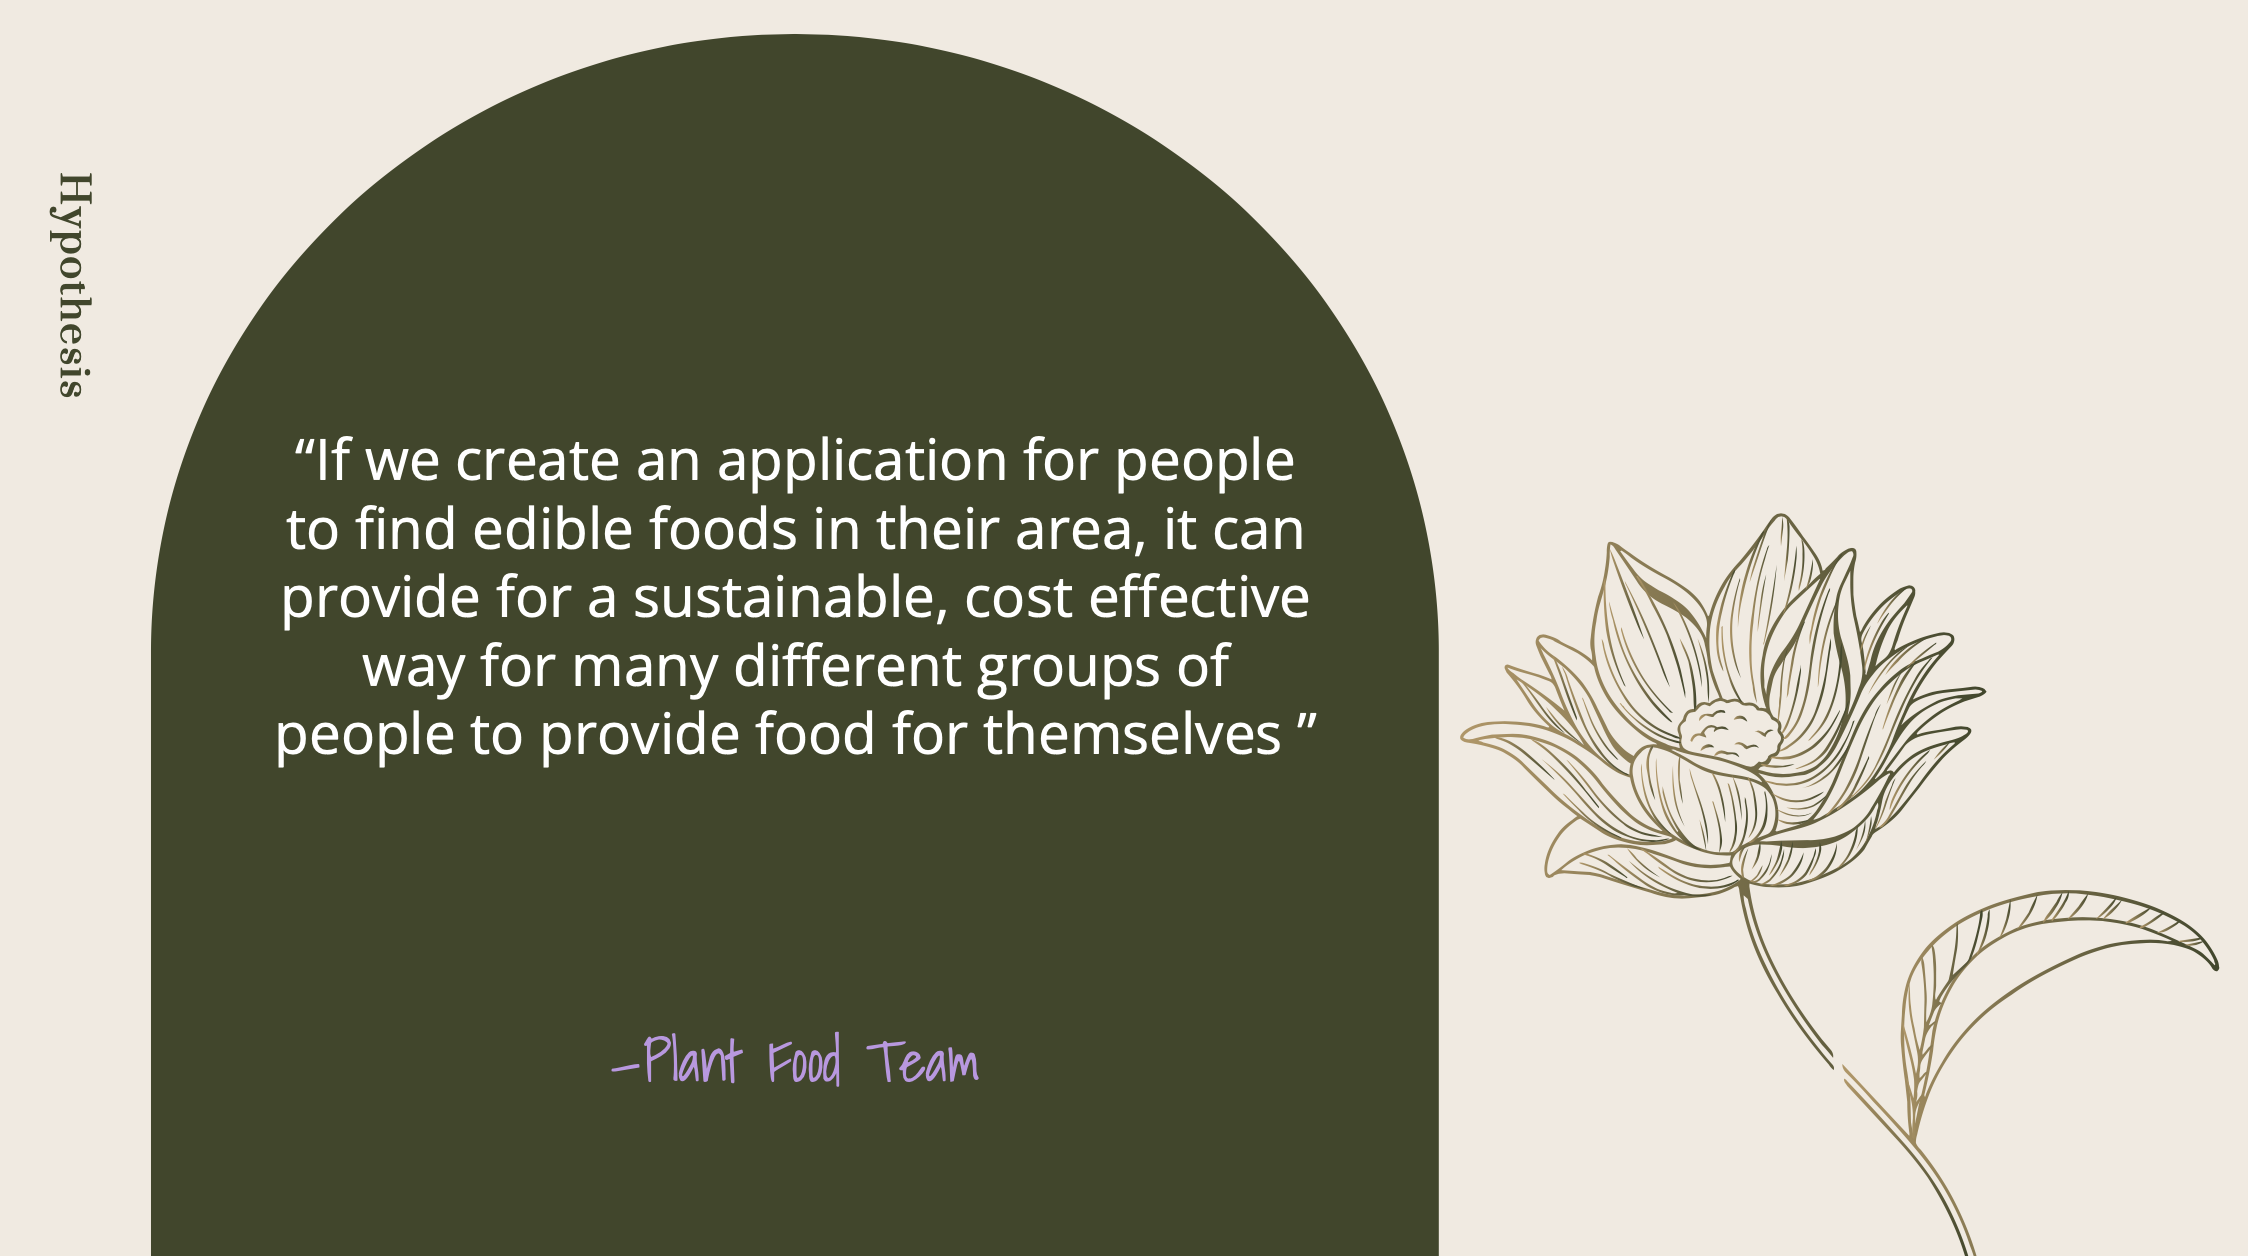 Hypothesis
“If we create an application for people
to find edible foods in their area, it can
provide for a sustainable, cost effective
way for many different groups of
people to provide food for themselves ”
–Plant Food Team